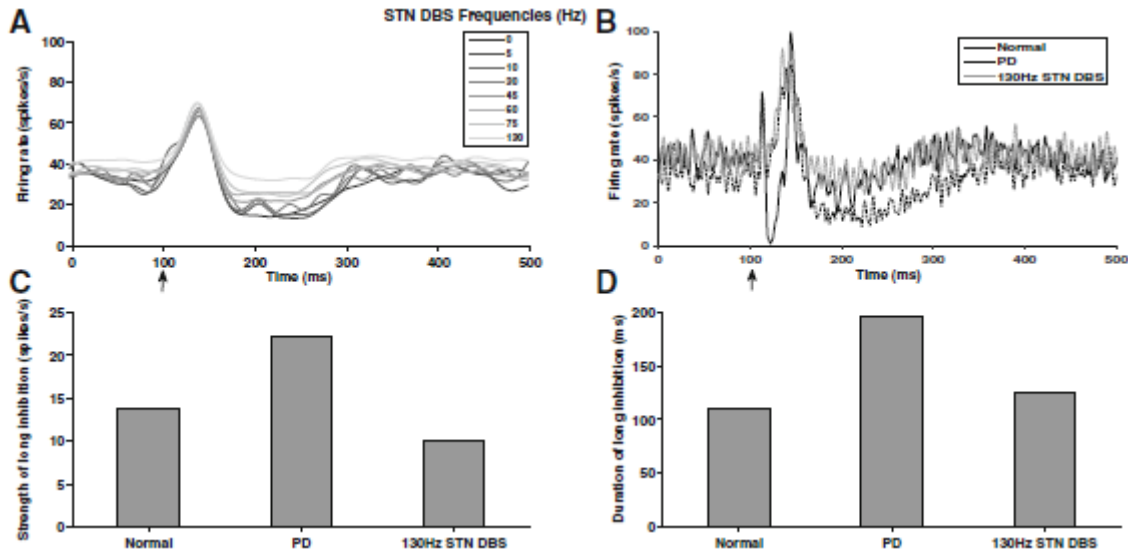 A
STN DBS Frequencies (Hz)
Firing rate (spikes/s)
100
80
60
40
20
0
0
5
10
30
45
60
75
130
0
100
200
300
400
500
Time (ms)
B
Firing rate (spikes/s)
100
80
60
40
20
0
Normal
PD
130Hz STN DBS
0
100
200
300
400
500
Time (ms)
C
Strength of long inhibition (spikes/s)
25
20
15
10
5
0
Normal
PD
130Hz STN DBS
D
Duration of long inhibition (ms)
200
150
100
50
0
Normal
PD
130Hz STN DBS